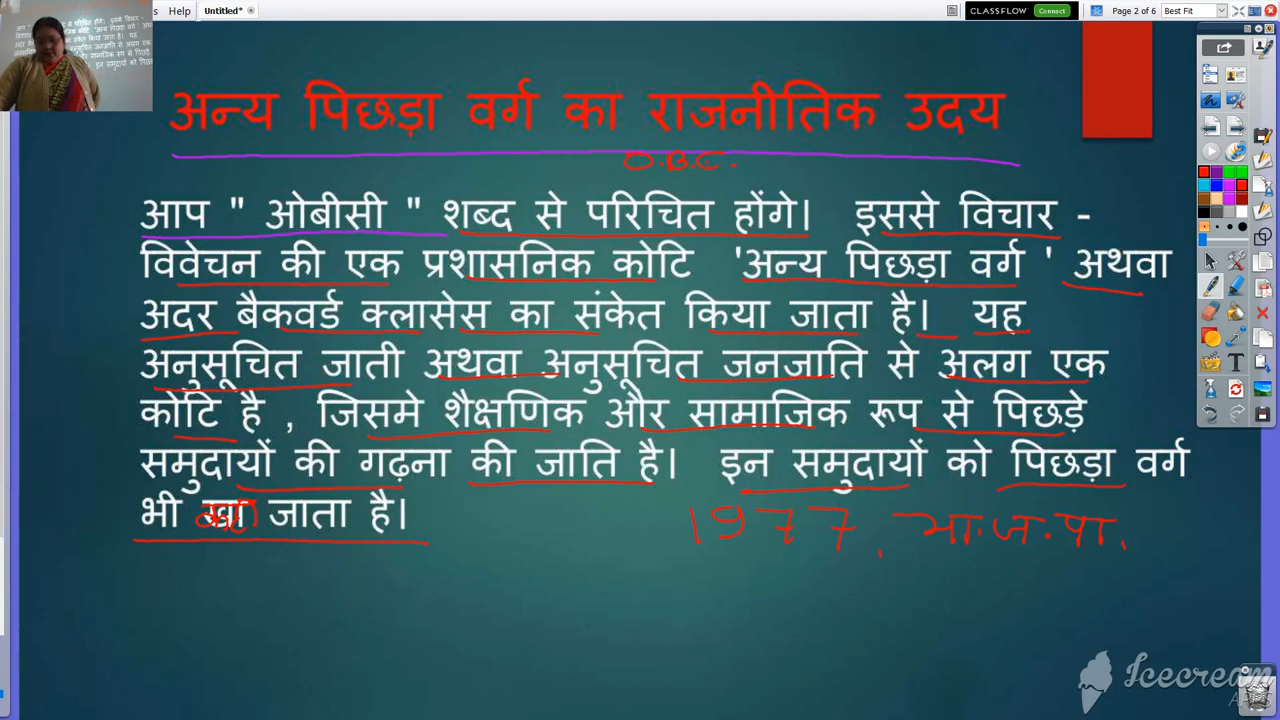 Help Untitled* CLASSFLOW Connect Page 2 of 6 Best Fit
अन्य पिछड़ा वर्ग का राजनीतिक उदय
O.B.C.
आप " ओबीसी " शब्द से परिचित होंगे। इससे विचार -
विवेचन की एक प्रशासनिक कोटि 'अन्य पिछड़ा वर्ग ' अथवा
अदर बैकवर्ड क्लासेस का संकेत किया जाता है। यह
अनुसूचित जाती अथवा अनुसूचित जनजाति से अलग एक
कोटि है , जिसमे शैक्षणिक और सामाजिक रूप से पिछड़े
समुदायों की गढ़ना की जाति है। इन समुदायों को पिछड़ा वर्ग
भी कहा जाता है।
1977, भा.ज.पा.
Icecream
APPS